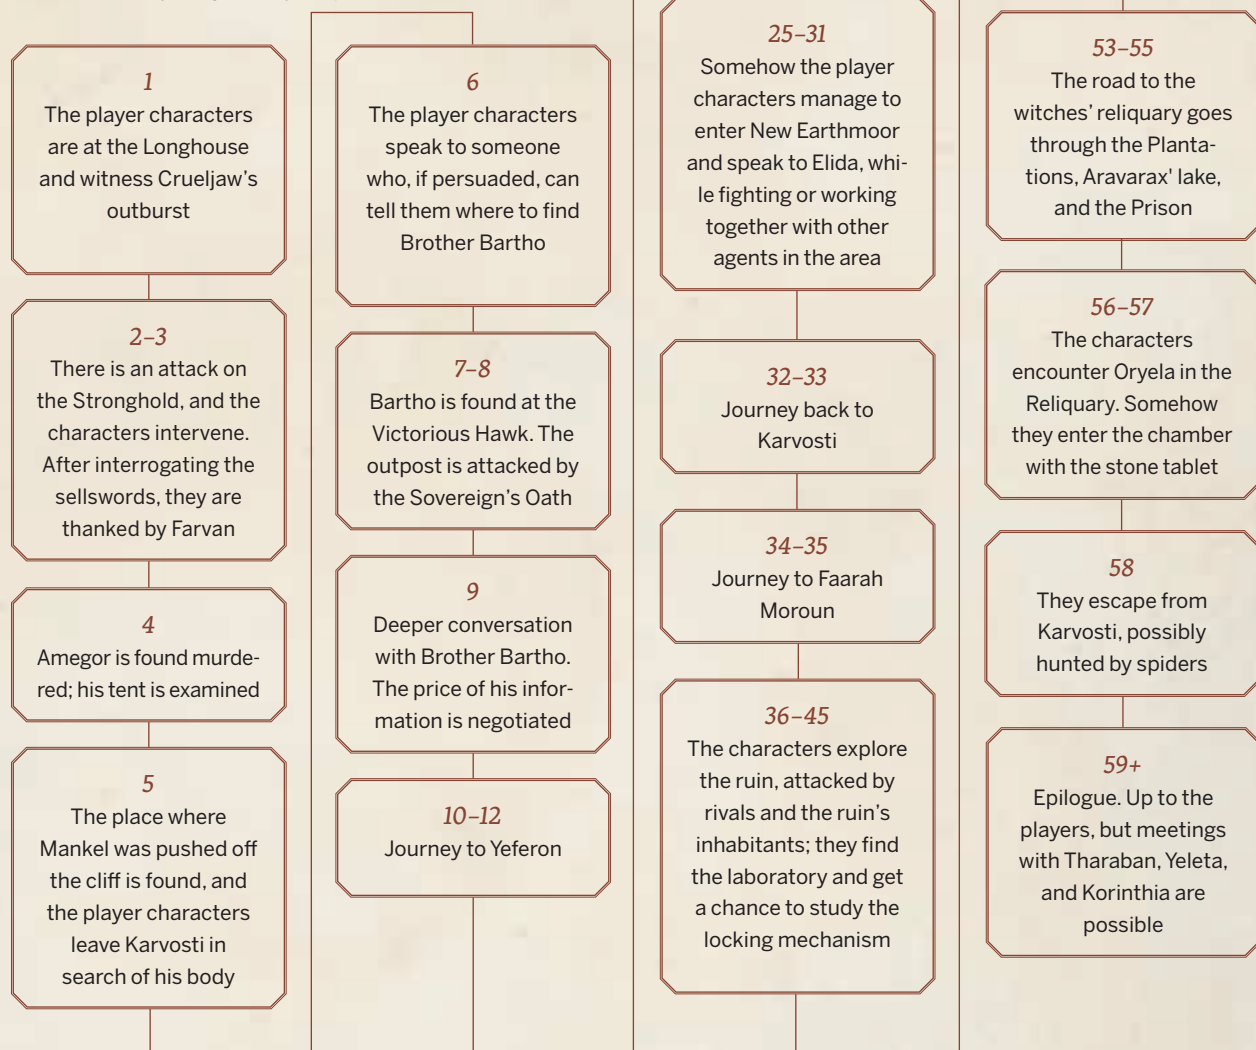 1
The player characters
are at the Longhouse
and witness Crueljaw's
outburst
2–3
There is an attack on
the Stronghold, and the
characters intervene.
After interrogating the
sellswords, they are
thanked by Farvan
4
Amegor is found murde-
red; his tent is examined
5
The place where
Mankel was pushed off
the cliff is found, and
the player characters
leave Karvosti in
search of his body
6
The player characters
speak to someone
who, if persuaded, can
tell them where to find
Brother Bartho
7–8
Bartho is found at the
Victorious Hawk. The
outpost is attacked by
the Sovereign's Oath
9
Deeper conversation
with Brother Bartho.
The price of his infor-
mation is negotiated
10–12
Journey to Yeferon
25–31
Somehow the player
characters manage to
enter New Earthmoor
and speak to Elida, whi-
le fighting or working
together with other
agents in the area
32–33
Journey back to
Karvosti
34–35
Journey to Faarah
Moroun
36–45
The characters explore
the ruin, attacked by
rivals and the ruin's
inhabitants; they find
the laboratory and get
a chance to study the
locking mechanism
53–55
The road to the
witches’ reliquary goes
through the Planta-
tions, Aravarax' lake,
and the Prison
56–57
The characters
encounter Oryela in the
Reliquary. Somehow
they enter the chamber
with the stone tablet
58
They escape from
Karvosti, possibly
hunted by spiders
59+
Epilogue. Up to the
players, but meetings
with Tharaban, Yeleta,
and Korinthia are
possible